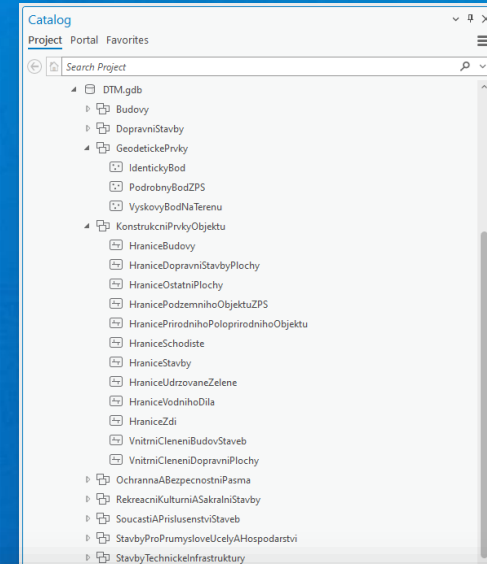 Catalog
Project Portal Favorites
Search Project
DTM.gdb
Budovy
DopravniStavby
GeodetickePrvky
IdentickyBod
PodrobnyBodZPS
VyskovyBodNaTerenu
KonstrukcniPrvkyObjektu
HraniceBudovy
HraniceDopravniStavbyPlochy
HraniceOstatniPlochy
HranicePodzemnihoObjektuZPS
HranicePrirodnihoPoloprirodnihoObjektu
HraniceSchodiste
HraniceStavby
HraniceUdrzovaneZelene
HraniceVodnihoDila
HraniceZdi
VnitrniCleneniBudovStaveb
VnitrniCleneniDopravniPlochy
OchrannaABezpecnostniPasma
RekreacniKulturniASakralniStavby
SoucastiAPrislusenstviStaveb
StavbyProPrumysloveUcelyAHospodarstvi
StavbyTechnickeInfrastruktury